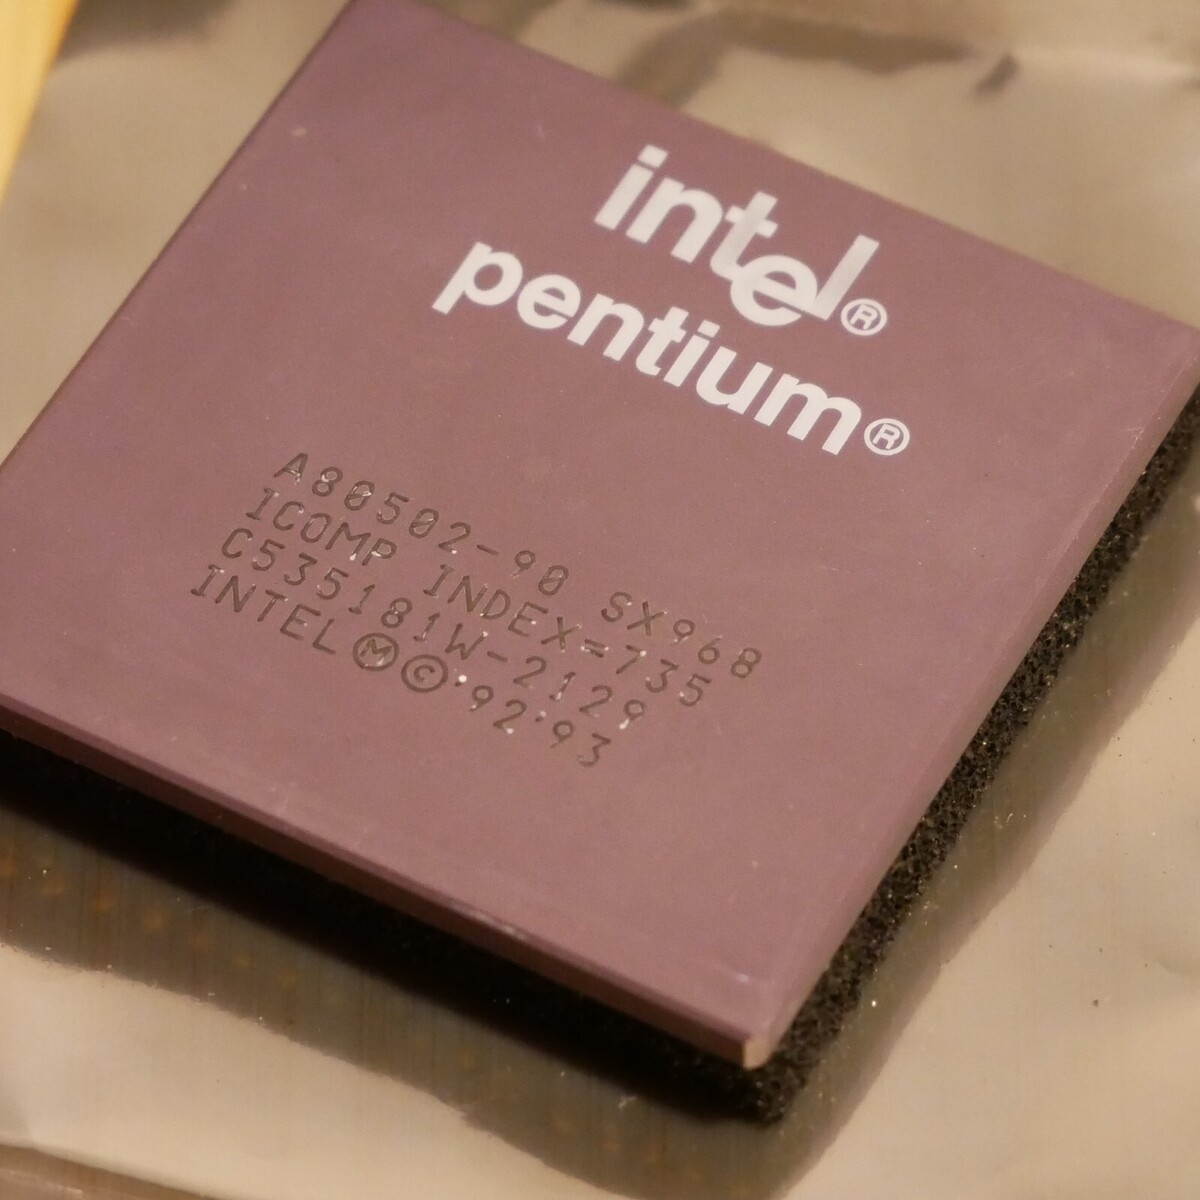 intel®
pentium®
A80502-90 SX968
ICOMP INDEX=735
C535181W-2129
INTEL Ⓜ © '92 '93